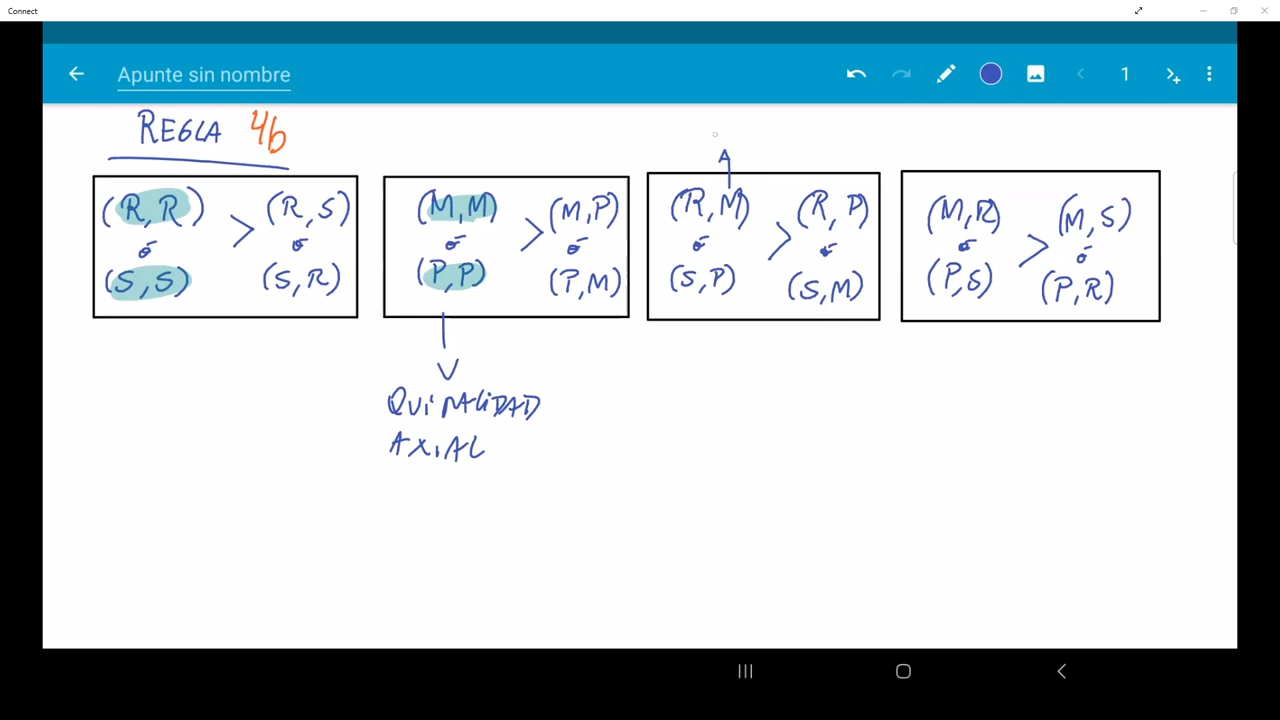 Connect
Apunte sin nombre
1
REGLA 4b
(R,R) ó (S,S) > (R,S) ó (S,R)
(M,M) ó (P,P) > (M,P) ó (P,M)
(R,M) ó (S,P) > (R,P) ó (S,M)
(M,R) ó (P,S) > (M,S) ó (P,R)
QUiRALiDAD
AXiAL